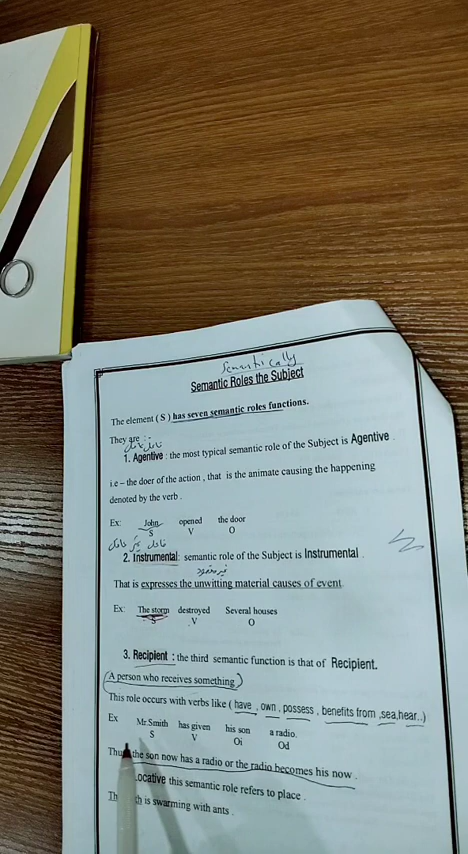 Semantically
Semantic Roles the Subject
The element ( S ) has seven semantic roles functions.
They are :-
1. Agentive : the most typical semantic role of the Subject is Agentive .
i.e – the doer of the action , that is the animate causing the happening
denoted by the verb .
Ex: John opened the door
S V O
2. Instrumental: semantic role of the Subject is Instrumental .
غير مقصود
That is expresses the unwitting material causes of event
Ex: The storm destroyed Several houses
S V O
3. Recipient : the third semantic function is that of Recipient.
A person who receives something
This role occurs with verbs like ( have , own , possess , benefits from ,sea,hear..)
Ex Mr.Smith has given his son a radio.
S V Oi Od
the son now has a radio or the radio becomes his now .
ocative this semantic role refers to place .
is swarming with ants .